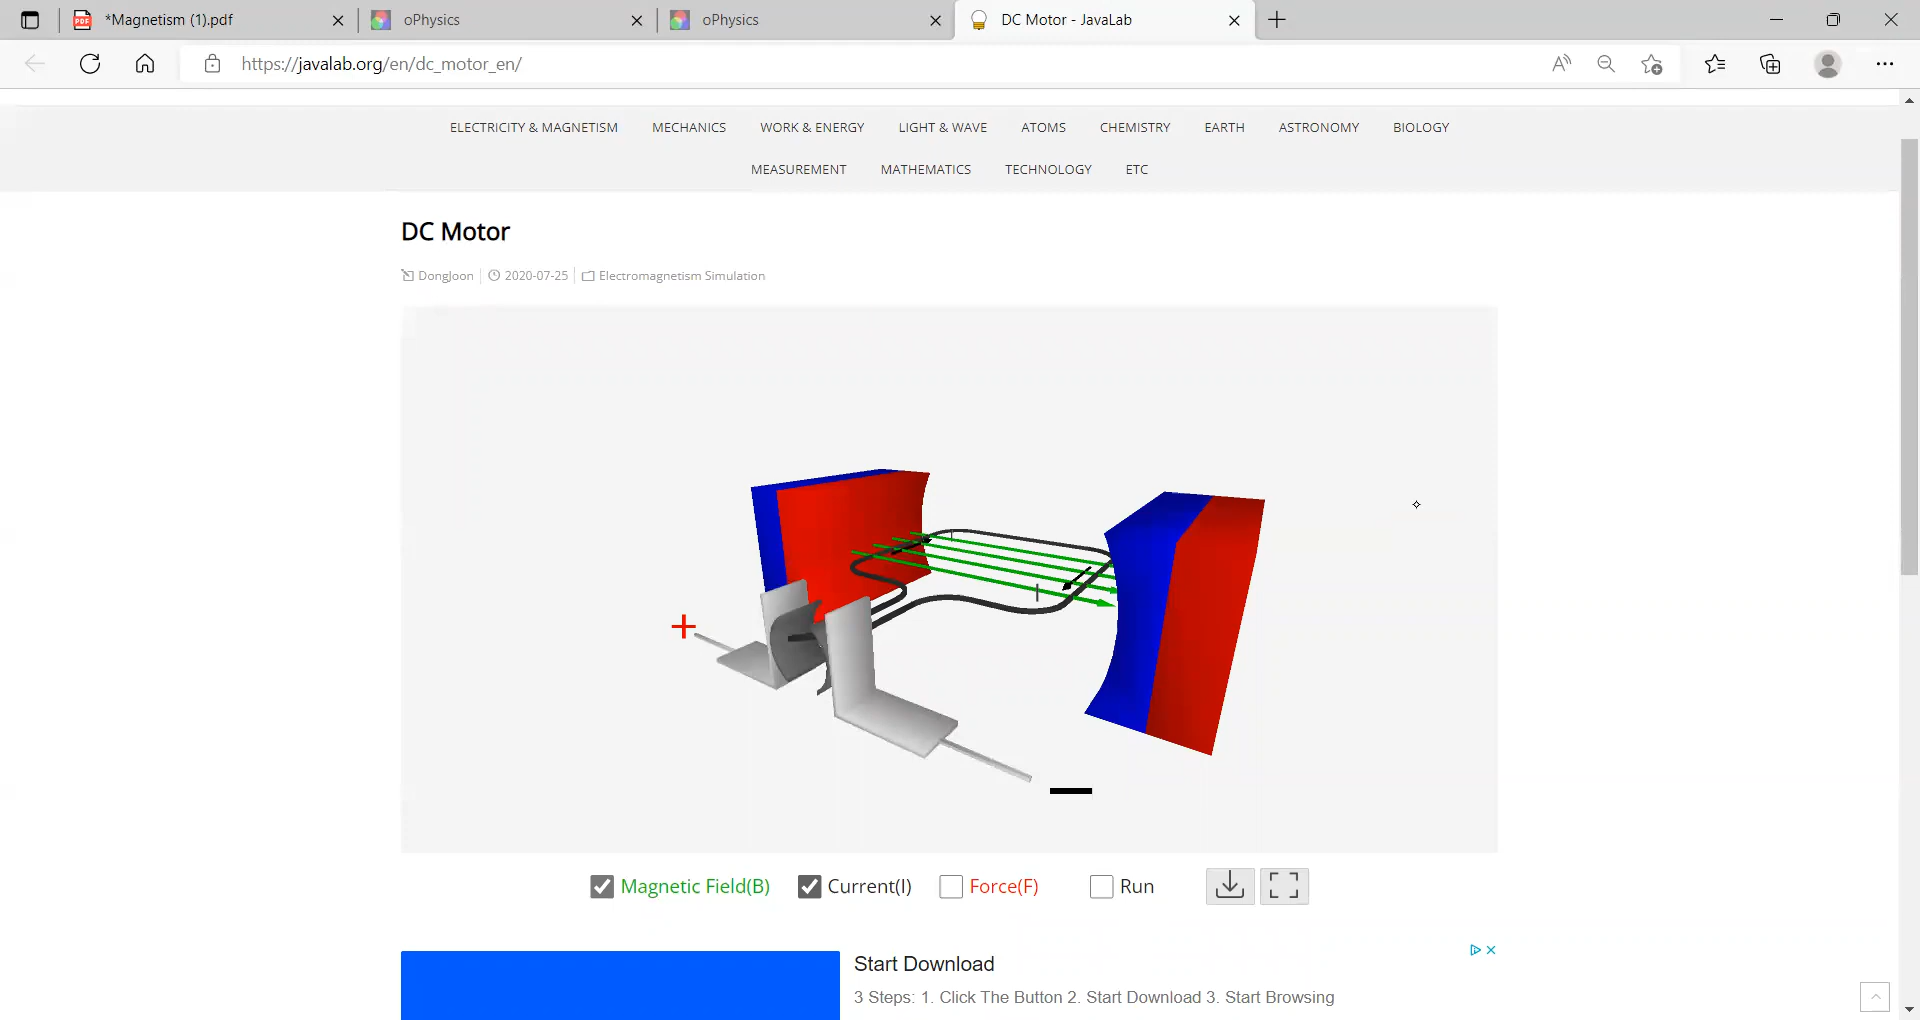 *Magnetism (1).pdf
oPhysics
oPhysics
DC Motor - JavaLab
https://javalab.org/en/dc_motor_en/
ELECTRICITY & MAGNETISM MECHANICS WORK & ENERGY LIGHT & WAVE ATOMS CHEMISTRY EARTH ASTRONOMY BIOLOGY
MEASUREMENT MATHEMATICS TECHNOLOGY ETC
DC Motor
DongJoon 2020-07-25 Electromagnetism Simulation
+
I
I
−
Magnetic Field(B) Current(I) Force(F) Run
Start Download
3 Steps: 1. Click The Button 2. Start Download 3. Start Browsing